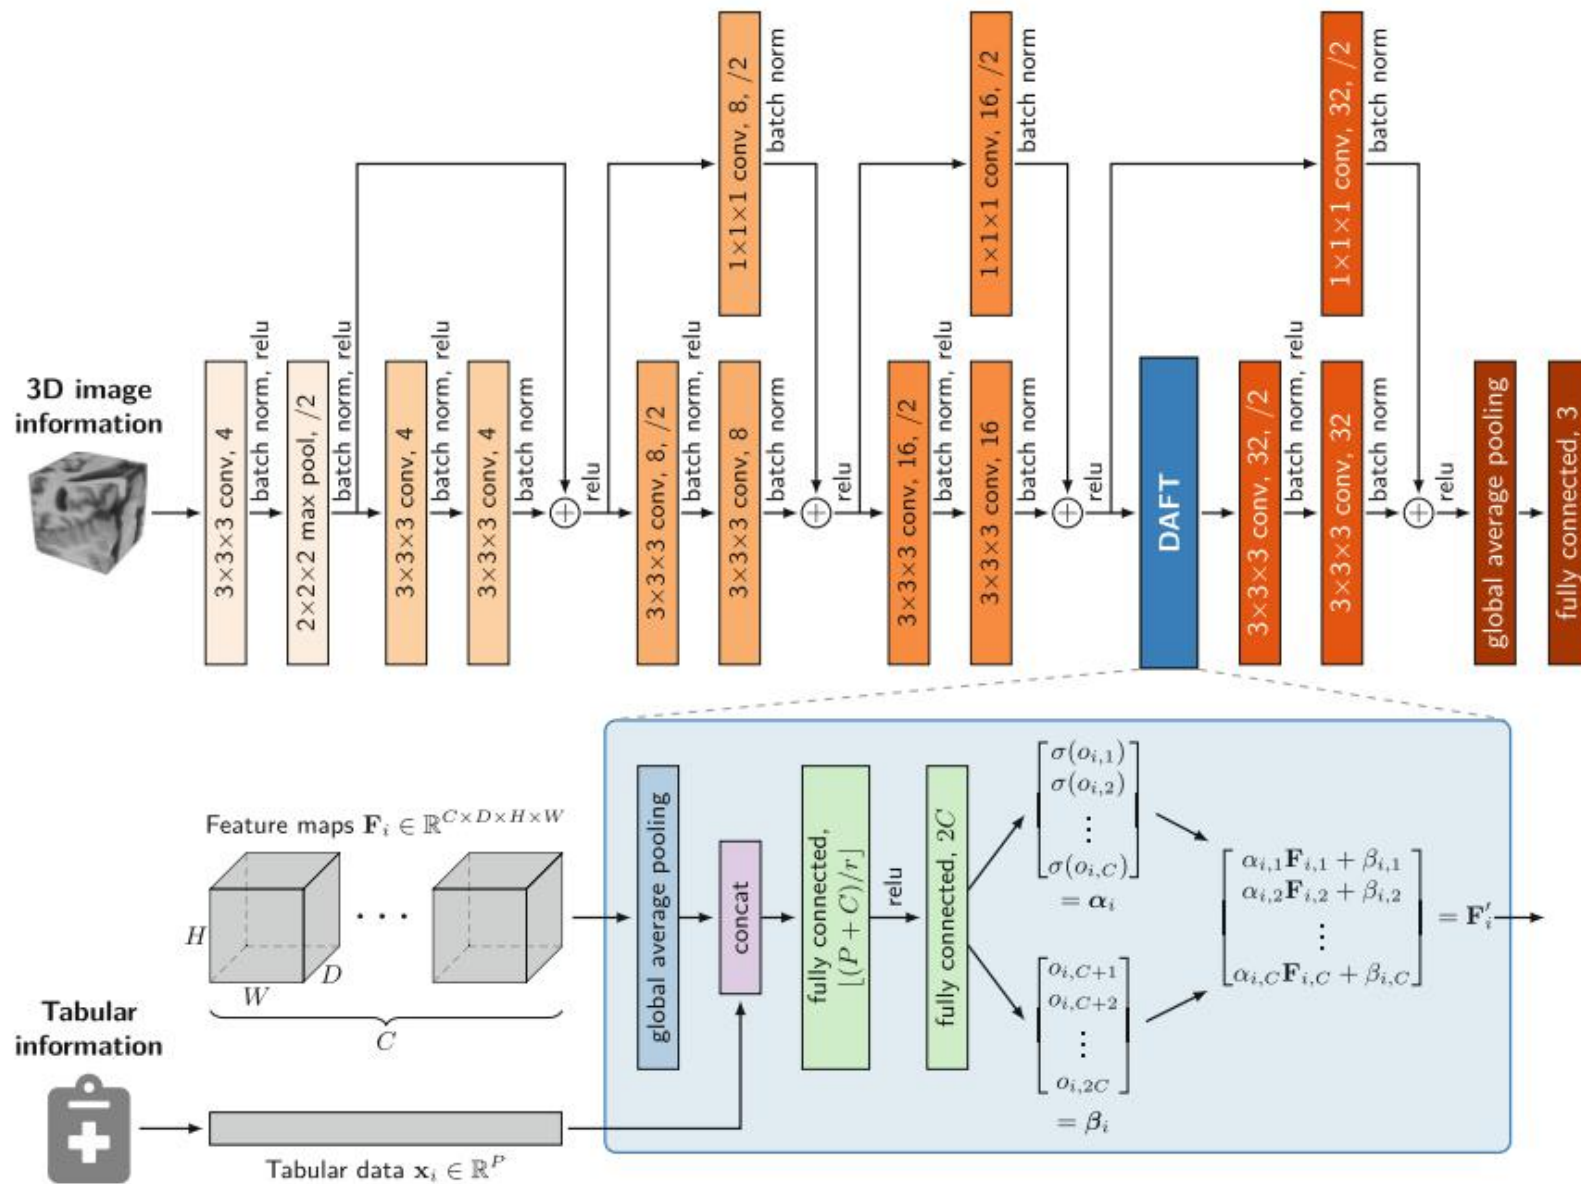 1×1×1 conv, 8, /2
batch norm
1×1×1 conv, 16, /2
batch norm
1×1×1 conv, 32, /2
batch norm
3D image
information
3×3×3 conv, 4
batch norm, relu
2×2×2 max pool, /2
batch norm, relu
3×3×3 conv, 4
batch norm, relu
3×3×3 conv, 4
batch norm
+
relu
3×3×3 conv, 8, /2
batch norm, relu
3×3×3 conv, 8
batch norm
+
relu
3×3×3 conv, 16, /2
batch norm, relu
3×3×3 conv, 16
batch norm
+
relu
DAFT
3×3×3 conv, 32, /2
batch norm, relu
3×3×3 conv, 32
batch norm
+
relu
global average pooling
fully connected, 3
Feature maps F_i ∈ ℝ^{C×D×H×W}
H
W
D
...
C
Tabular
information
Tabular data x_i ∈ ℝ^P
global average pooling
concat
fully connected,
⌊(P + C)/r⌋
relu
fully connected, 2C
σ(o_{i,1})
σ(o_{i,2})
⋮
σ(o_{i,C})
= α_i
o_{i,C+1}
o_{i,C+2}
⋮
o_{i,2C}
= β_i
α_{i,1}F_{i,1} + β_{i,1}
α_{i,2}F_{i,2} + β_{i,2}
⋮
α_{i,C}F_{i,C} + β_{i,C}
= F′_i